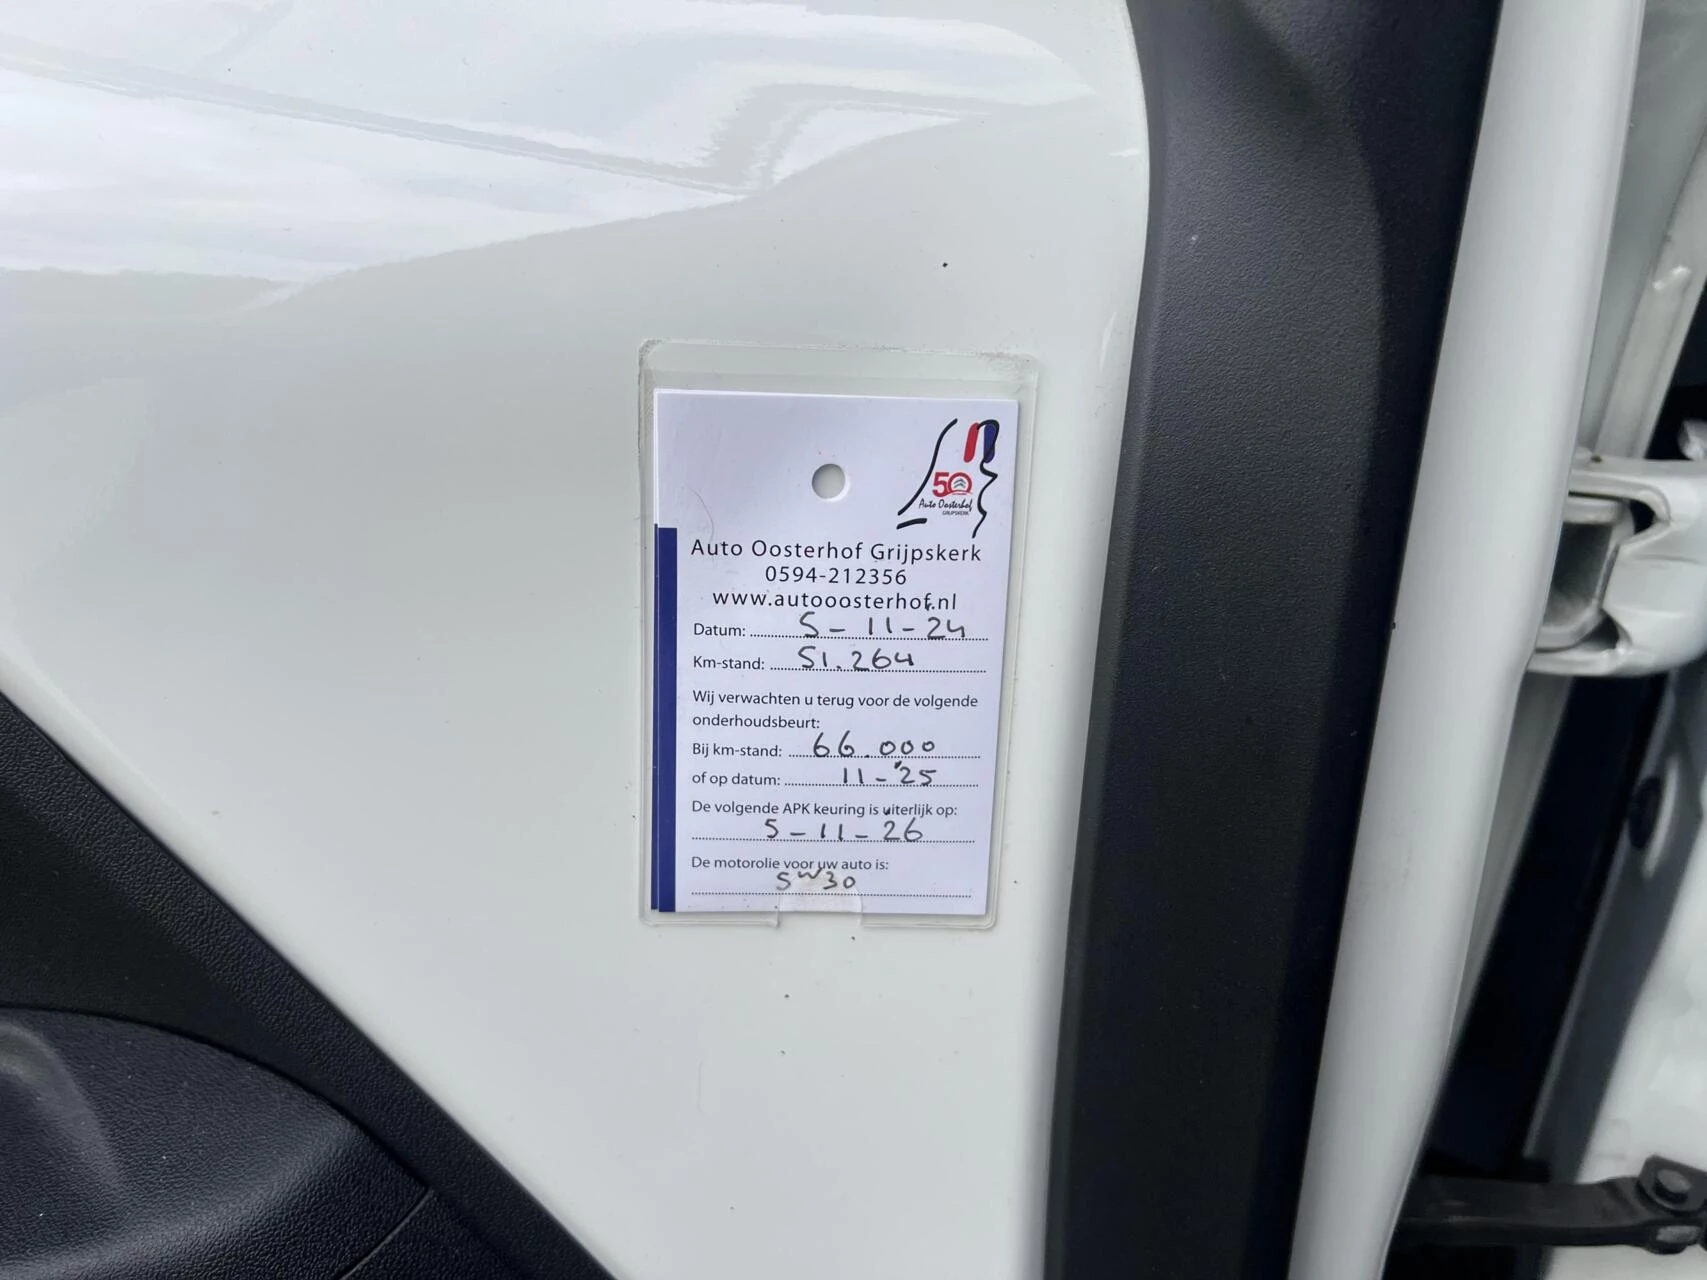 50
Auto Oosterhof
GRIJPSKERK
Auto Oosterhof Grijpskerk
0594-212356
www.autooosterhof.nl
Datum: 5-11-'24
Km-stand: 51.264
Wij verwachten u terug voor de volgende
onderhoudsbeurt:
Bij km-stand: 66.000
of op datum: 11-'25
De volgende APK keuring is uiterlijk op:
5-11-'26
De motorolie voor uw auto is:
5w30